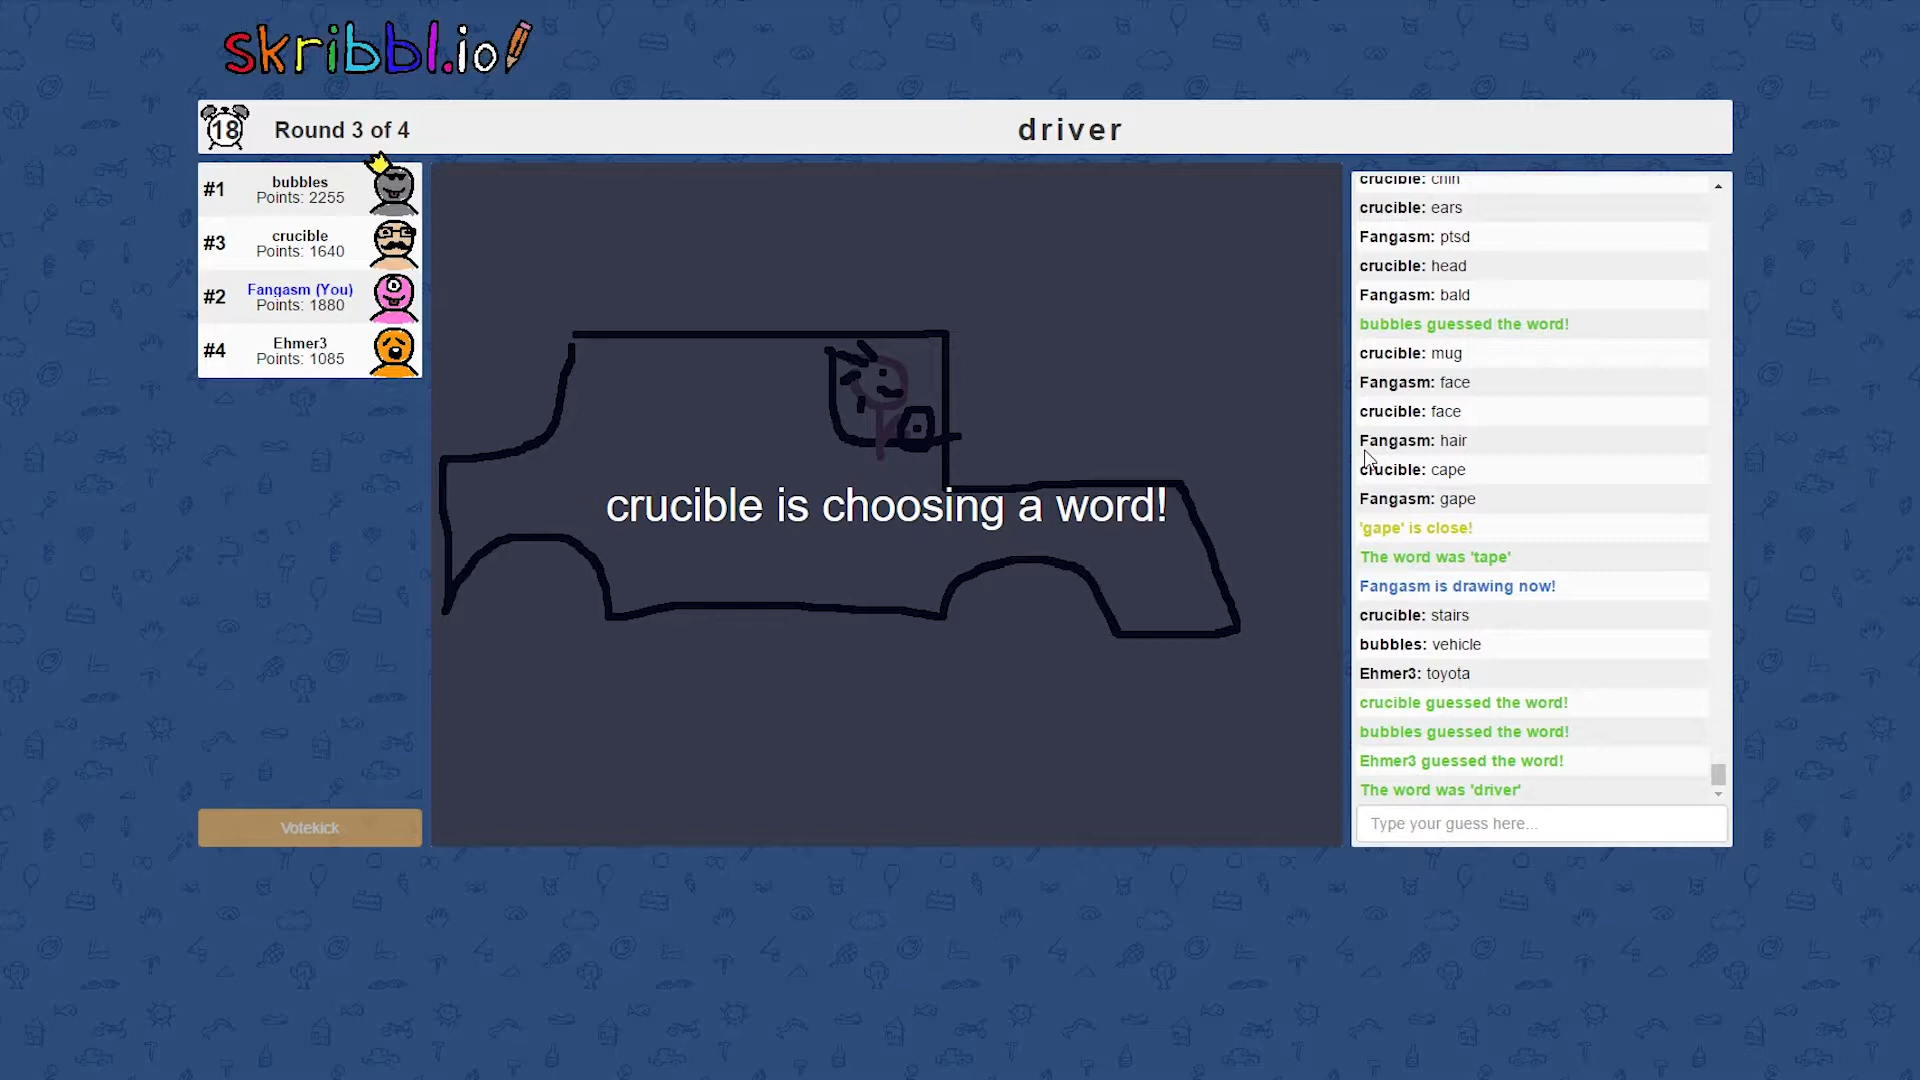 skribbl.io
18
Round 3 of 4
driver
#1
bubbles
Points: 2255
#3
crucible
Points: 1640
#2
Fangasm (You)
Points: 1880
#4
Ehmer3
Points: 1085
Votekick
crucible is choosing a word!
crucible: chin
crucible: ears
Fangasm: ptsd
crucible: head
Fangasm: bald
bubbles guessed the word!
crucible: mug
Fangasm: face
crucible: face
Fangasm: hair
crucible: cape
Fangasm: gape
'gape' is close!
The word was 'tape'
Fangasm is drawing now!
crucible: stairs
bubbles: vehicle
Ehmer3: toyota
crucible guessed the word!
bubbles guessed the word!
Ehmer3 guessed the word!
The word was 'driver'
Type your guess here...